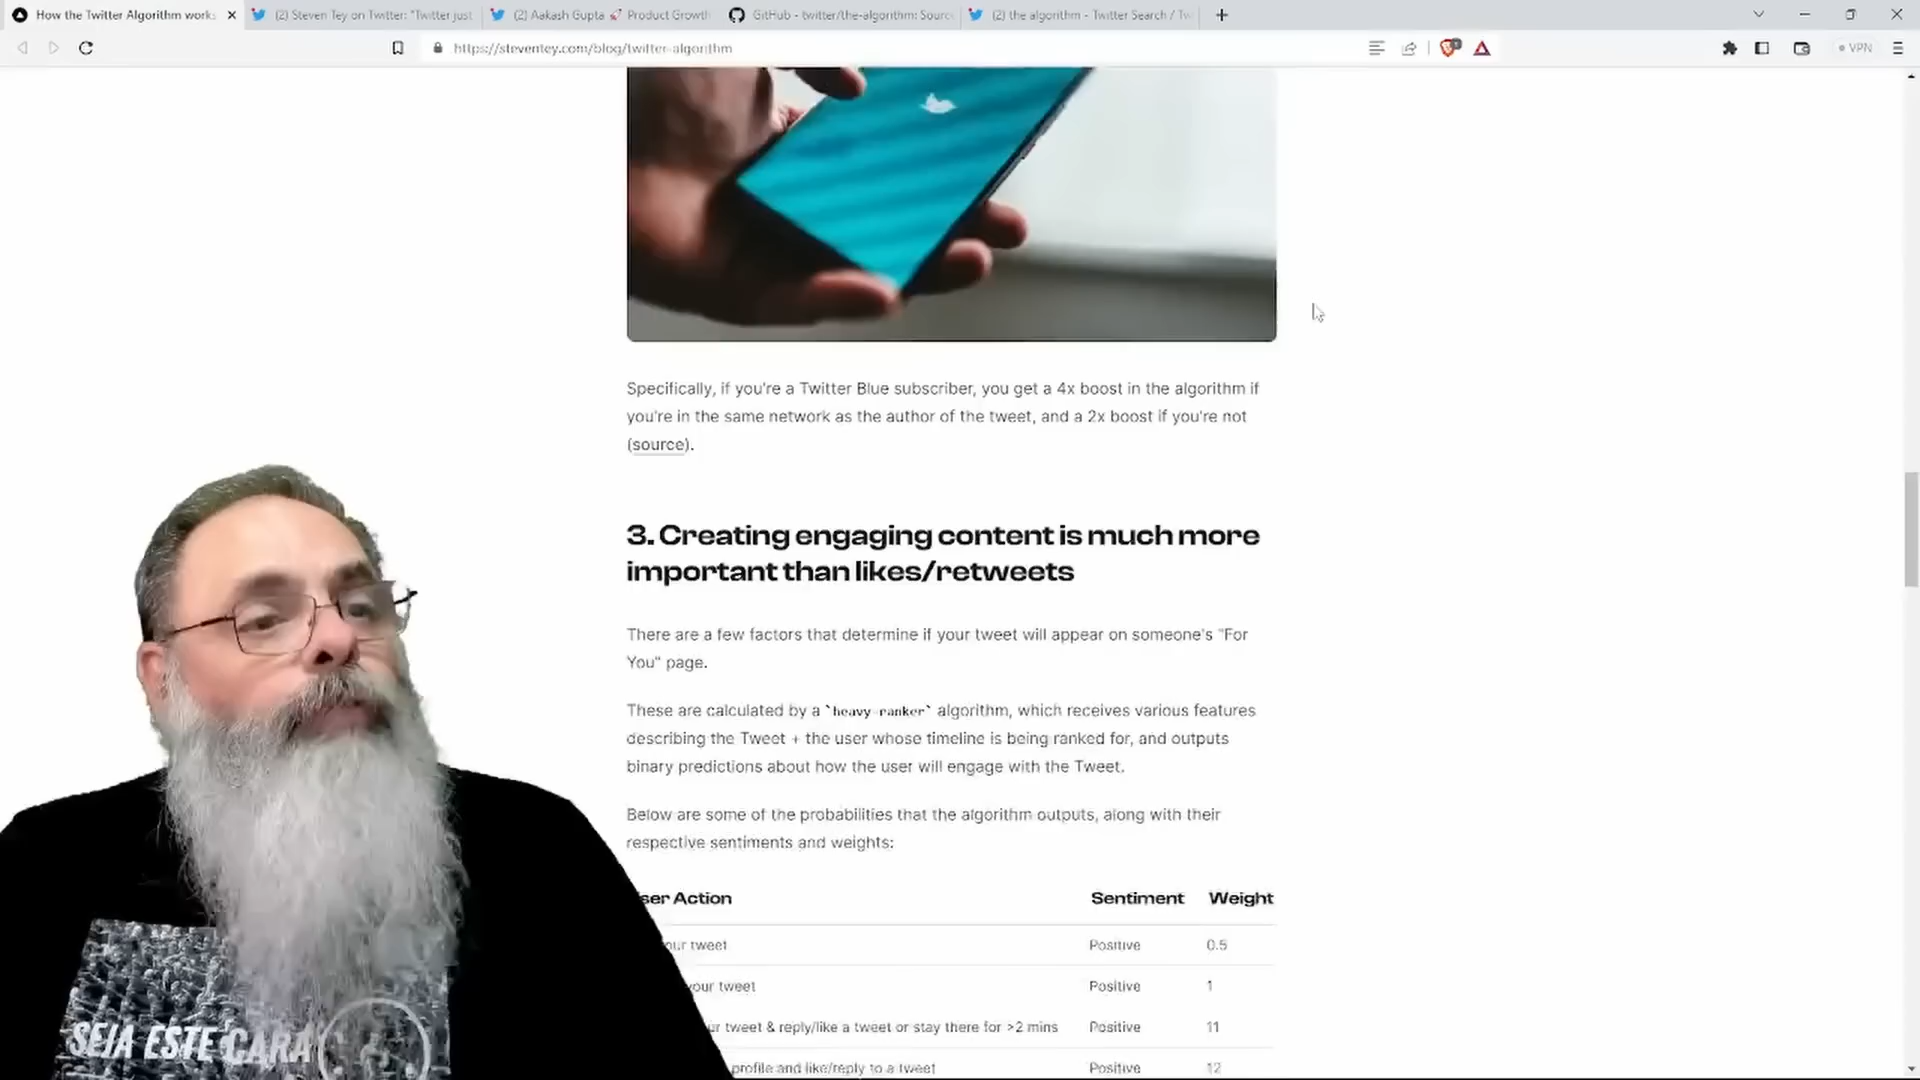 How the Twitter Algorithm works
(2) Steven Tey on Twitter: "Twitter just
(2) Aakash Gupta 🚀 Product Growth
GitHub - twitter/the-algorithm: Sourc
(2) the algorithm - Twitter Search / Tw
https://steventey.com/blog/twitter-algorithm
VPN
Specifically, if you're a Twitter Blue subscriber, you get a 4x boost in the algorithm if
you're in the same network as the author of the tweet, and a 2x boost if you're not
(source).
3. Creating engaging content is much more
important than likes/retweets
There are a few factors that determine if your tweet will appear on someone's "For
You" page.
These are calculated by a `heavy-ranker` algorithm, which receives various features
describing the Tweet + the user whose timeline is being ranked for, and outputs
binary predictions about how the user will engage with the Tweet.
Below are some of the probabilities that the algorithm outputs, along with their
respective sentiments and weights:
ser Action Sentiment Weight
our tweet Positive 0.5
your tweet Positive 1
ur tweet & reply/like a tweet or stay there for >2 mins Positive 11
profile and like/reply to a tweet Positive 12
SEJA ESTE CARA